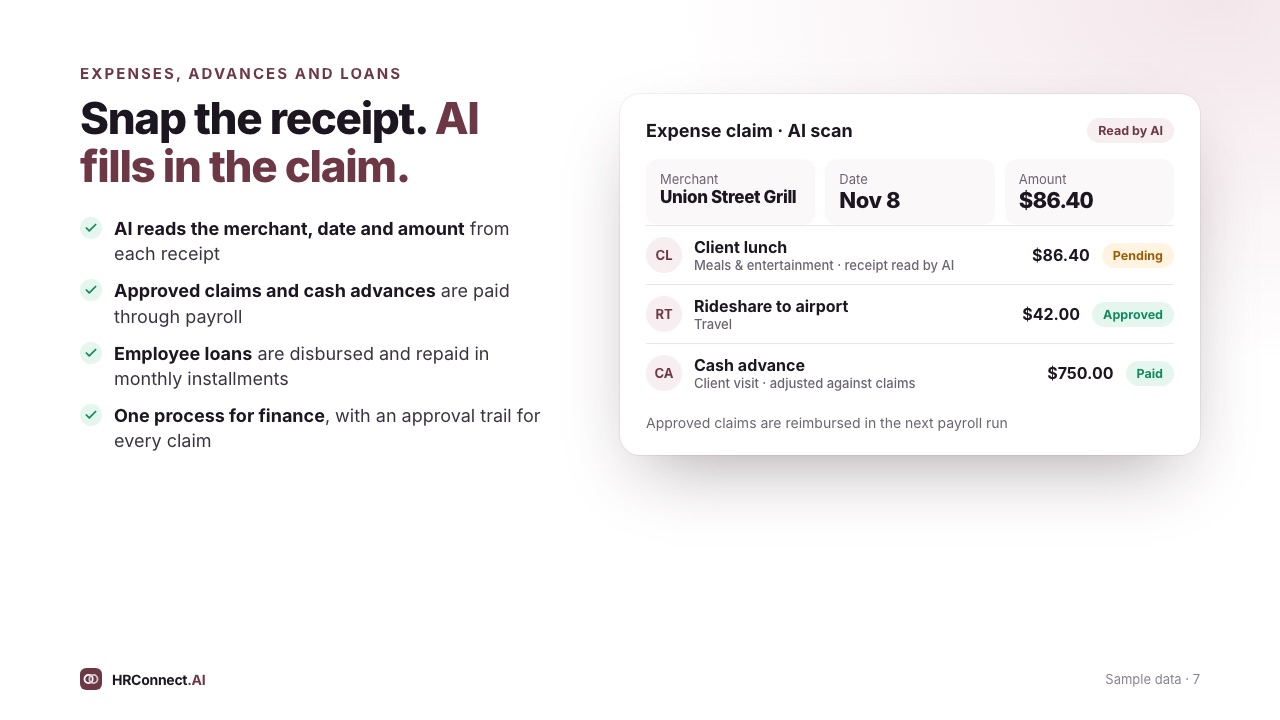 EXPENSES, ADVANCES AND LOANS
Snap the receipt. AI
fills in the claim.
AI reads the merchant, date and amount from
each receipt
Approved claims and cash advances are paid
through payroll
Employee loans are disbursed and repaid in
monthly installments
One process for finance, with an approval trail for
every claim
Expense claim · AI scan
Read by AI
Merchant
Union Street Grill
Date
Nov 8
Amount
$86.40
CL
Client lunch
Meals & entertainment · receipt read by AI
$86.40
Pending
RT
Rideshare to airport
Travel
$42.00
Approved
CA
Cash advance
Client visit · adjusted against claims
$750.00
Paid
Approved claims are reimbursed in the next payroll run
HRConnect.AI
Sample data · 7